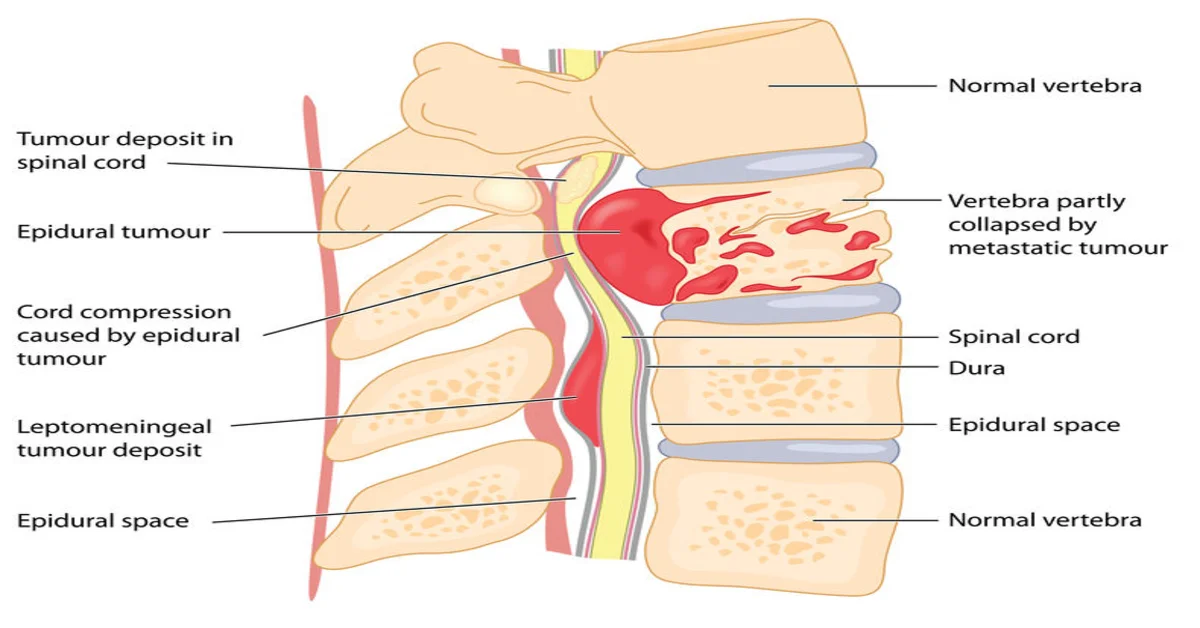 Tumour deposit in
spinal cord
Epidural tumour
Cord compression
caused by epidural
tumour
Leptomeningeal
tumour deposit
Epidural space
Normal vertebra
Vertebra partly
collapsed by
metastatic tumour
Spinal cord
Dura
Epidural space
Normal vertebra